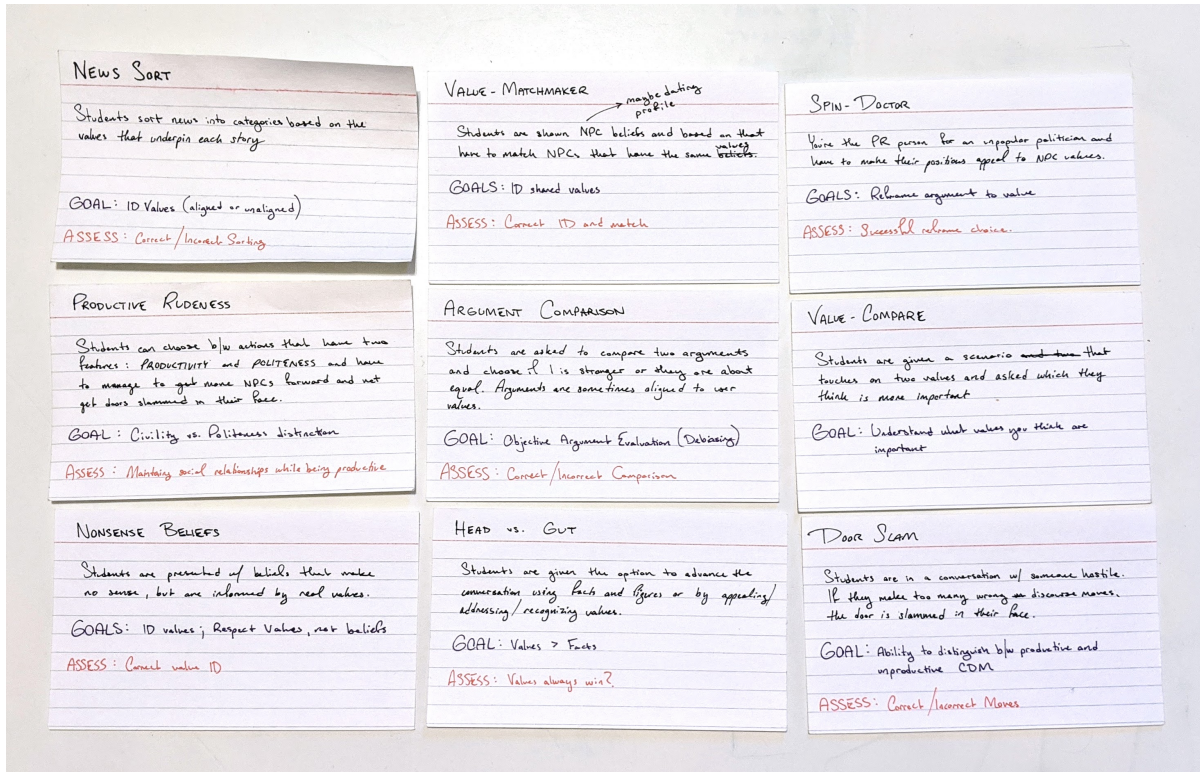 NEWS SORT
Students sort news into categories based on the
values that underpin each story
GOAL: ID Values (aligned or unaligned)
ASSESS: Correct/Incorrect Sorting
VALUE-MATCHMAKER
maybe dating
profile
Students are shown NPC beliefs and based on that
have to match NPCs that have the same beliefs.
values
GOALS: ID shared values
ASSESS: Correct ID and match
SPIN-DOCTOR
You're the PR person for an unpopular politician and
have to make their positions appeal to NPC values.
GOALS: Reframe argument to value
ASSESS: Successful reframe choice.
PRODUCTIVE RUDENESS
Students can choose b/w actions that have two
features: PRODUCTIVITY and POLITENESS and have
to manage to get move NPCs forward and not
get doors slammed in their face.
GOAL: Civility vs. Politeness distinction
ASSESS: Maintaing social relationships while being productive
ARGUMENT COMPARISON
Students are asked to compare two arguments
and choose if 1 is stronger or they are about
equal. Arguments are sometimes aligned to user
values.
GOAL: Objective Argument Evaluation (Debiasing)
ASSESS: Correct/Incorrect Comparison
VALUE-COMPARE
Students are given a scenario and two that
touches on two values and asked which they
think is more important
GOAL: Understand what values you think are
important
NONSENSE BELIEFS
Students are presented w/ beliefs that make
no sense, but are informed by real values.
GOALS: ID values; Respect Values, not beliefs
ASSESS: Correct value ID
HEAD vs. GUT
Students are given the option to advance the
conversation using facts and figures or by appealing/
addressing/recognizing values.
GOAL: Values > Facts
ASSESS: Values always win?
DOOR SLAM
Students are in a conversation w/ someone hostile.
If they make too many wrong discourse moves,
the door is slammed in their face.
GOAL: Ability to distinguish b/w productive and
unproductive CDM
ASSESS: Correct/Incorrect Moves